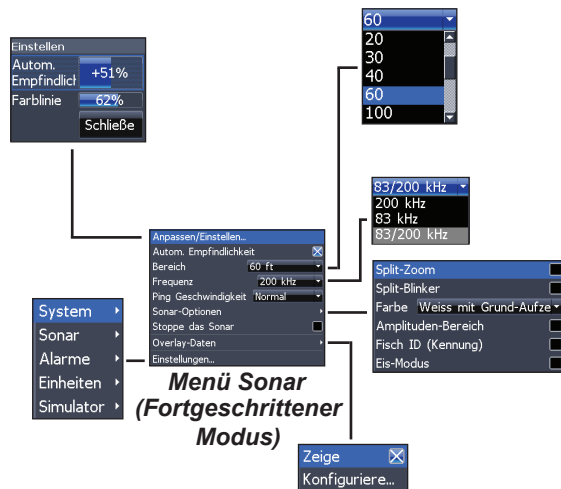 Einstellen
Autom.
Empfindlict +51%
Farblinie 62%
Schließe
60
20
30
40
60
100
83/200 kHz
200 kHz
83 kHz
83/200 kHz
Anpassen/Einstellen...
Autom. Empfindlichkeit
Bereich 60 ft
Frequenz 200 kHz
Ping Geschwindigkeit Normal
Sonar-Optionen
Stoppe das Sonar
Overlay-Daten
Einstellungen...
Split-Zoom
Split-Blinker
Farbe Weiss mit Grund-Aufze
Amplituden-Bereich
Fisch ID (Kennung)
Eis-Modus
System
Sonar
Alarme
Einheiten
Simulator
Menü Sonar
(Fortgeschrittener
Modus)
Zeige
Konfiguriere...